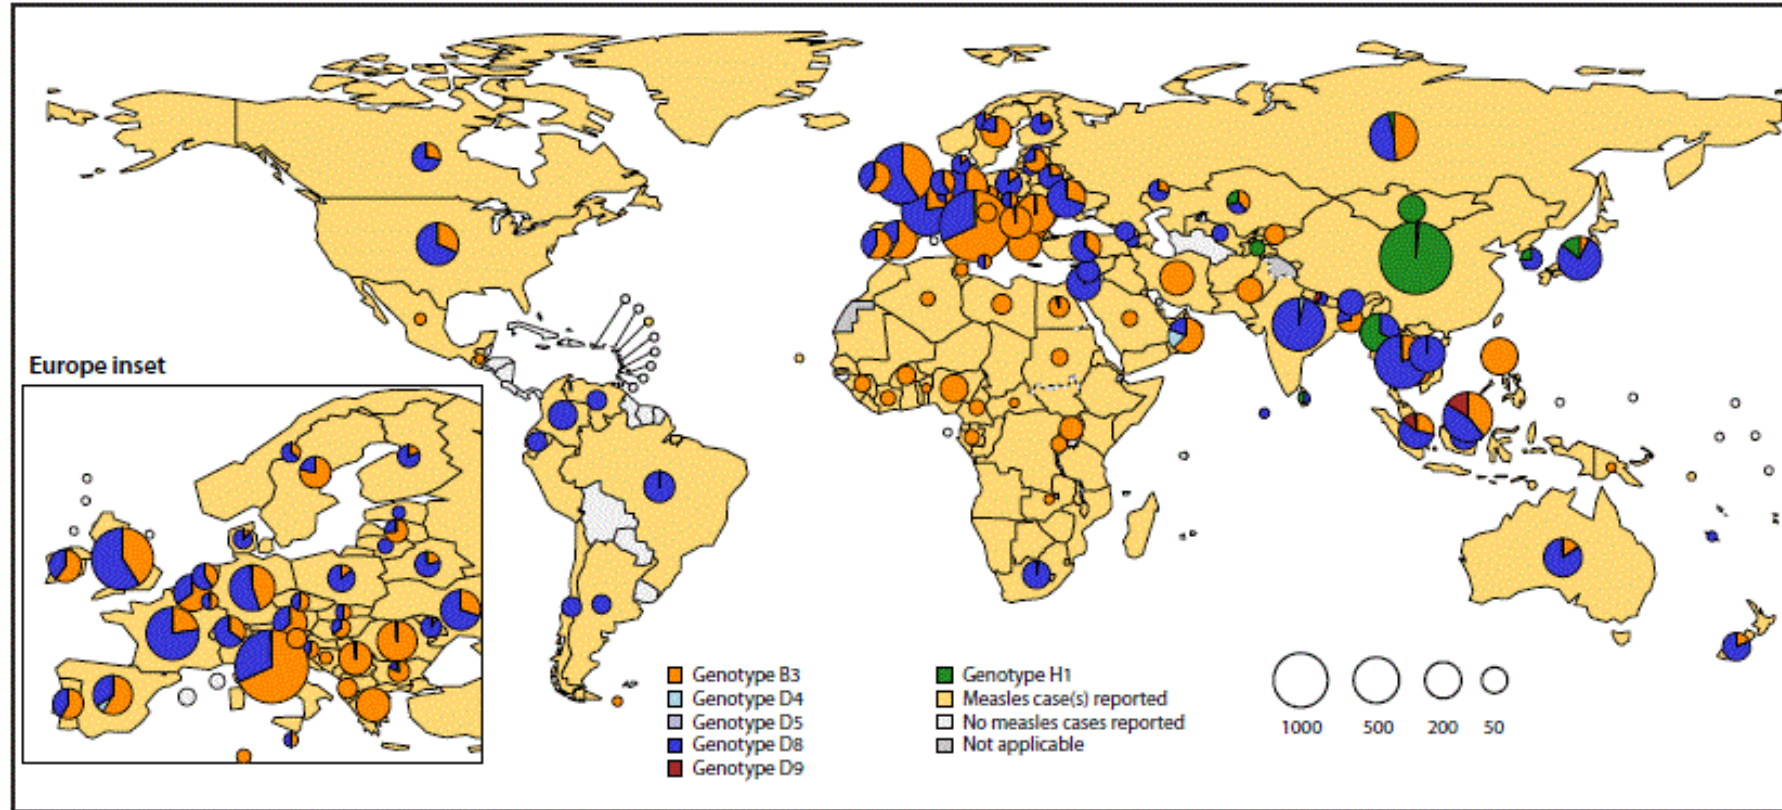 Europe inset
Genotype B3
Genotype D4
Genotype D5
Genotype D8
Genotype D9
Genotype H1
Measles case(s) reported
No measles cases reported
Not applicable
1000 500 200 50